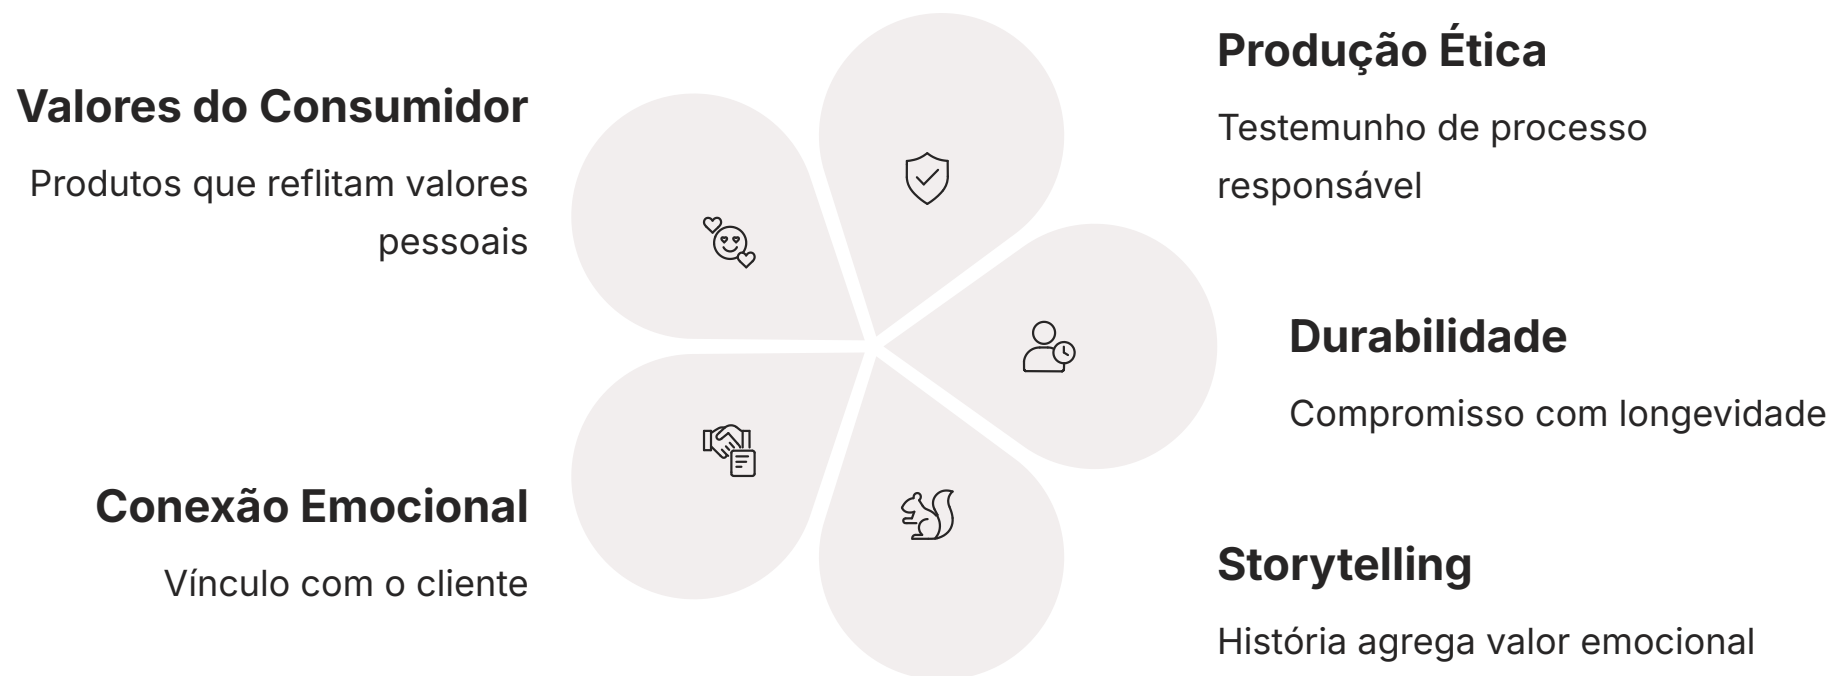 Valores do Consumidor
Produtos que reflitam valores
pessoais
Conexão Emocional
Vínculo com o cliente
Produção Ética
Testemunho de processo
responsável
Durabilidade
Compromisso com longevidade
Storytelling
História agrega valor emocional